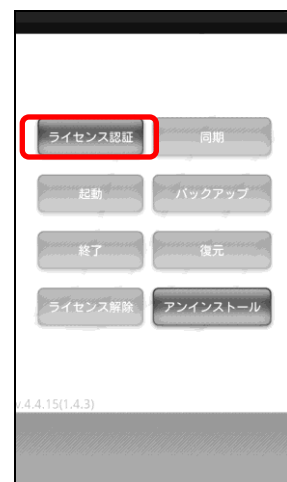 ライセンス認証
同期
起動
バックアップ
終了
復元
ライセンス解除
アンインストール
v.4.4.15(1.4.3)